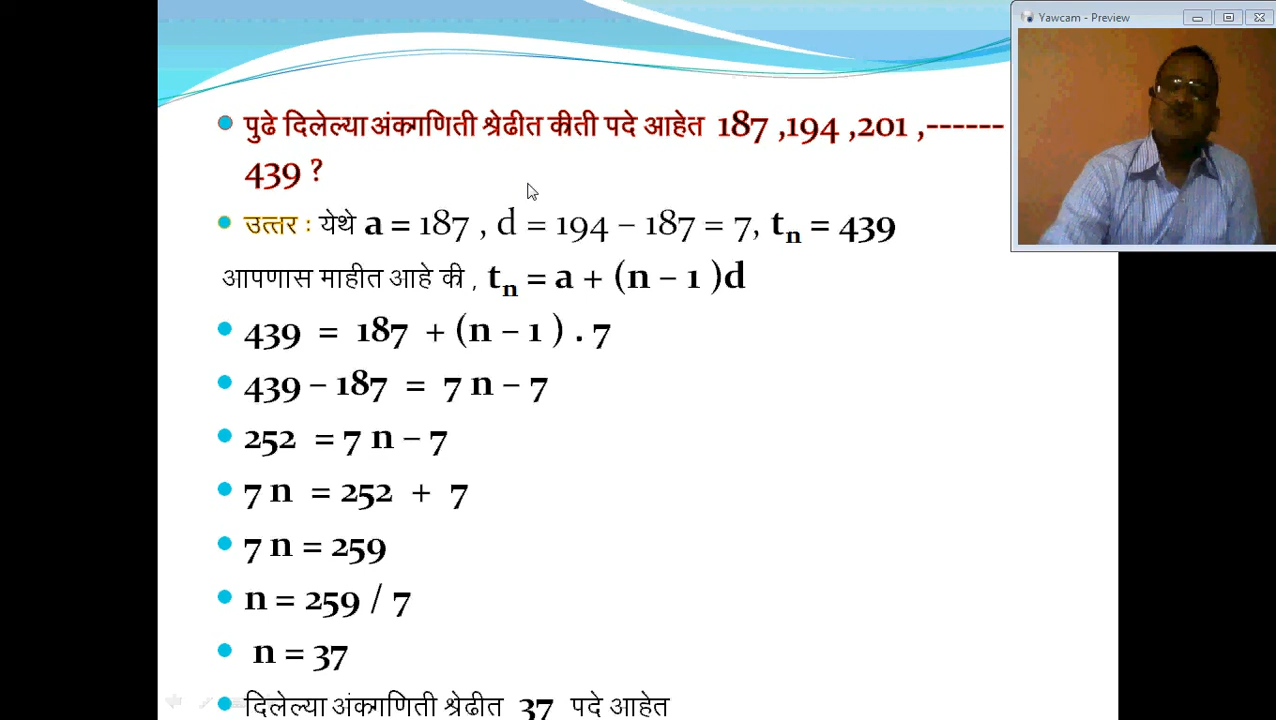 Yawcam - Preview
पुढे दिलेल्या अंकगणिती श्रेढीत कीती पदे आहेत 187 ,194 ,201 ,------
439 ?
उत्तर : येथे a = 187 , d = 194 – 187 = 7, tₙ = 439
आपणास माहीत आहे की , tₙ = a + (n – 1 )d
439 = 187 + (n – 1 ) . 7
439 – 187 = 7 n – 7
252 = 7 n – 7
7 n = 252 + 7
7 n = 259
n = 259 / 7
n = 37
दिलेल्या अंकगणिती श्रेढीत 37 पदे आहेत